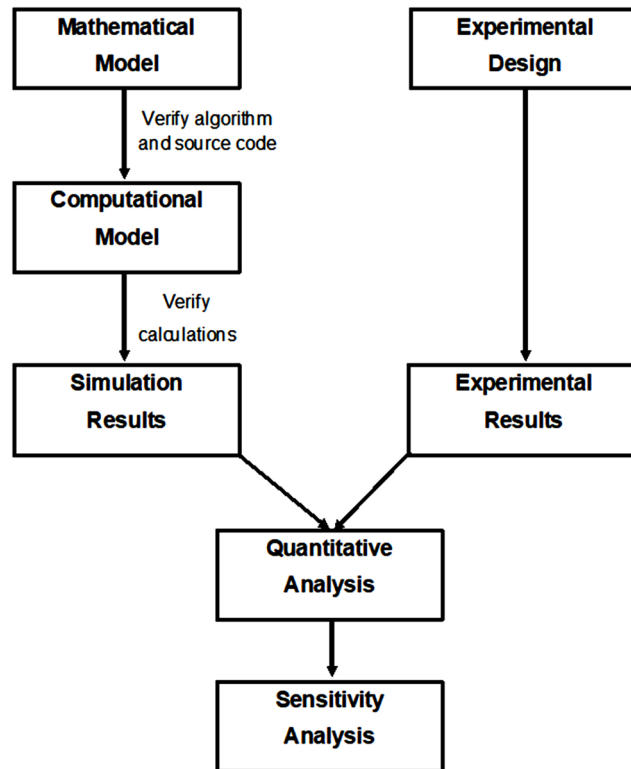 Mathematical
Model
Experimental
Design
Verify algorithm
and source code
Computational
Model
Verify
calculations
Simulation
Results
Experimental
Results
Quantitative
Analysis
Sensitivity
Analysis